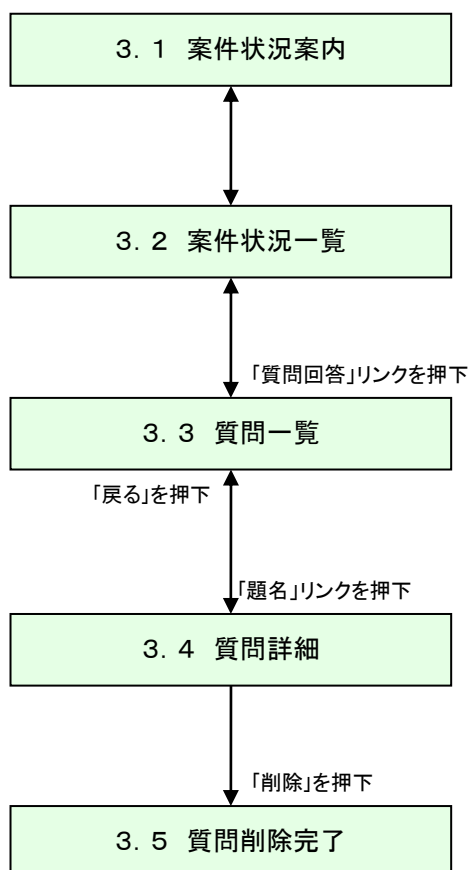 ３．１　案件状況案内
３．２　案件状況一覧
「質問回答」リンクを押下
３．３　質問一覧
「戻る」を押下
「題名」リンクを押下
３．４　質問詳細
「削除」を押下
３．５　質問削除完了